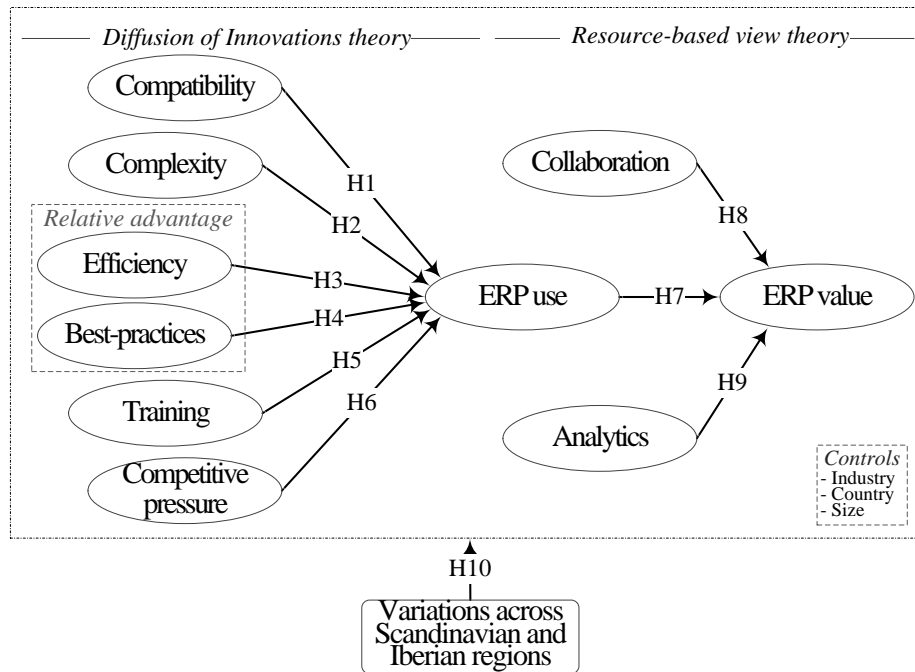 Diffusion of Innovations theory
Resource-based view theory
Compatibility
Complexity
Collaboration
H1
H2
H8
Relative advantage
Efficiency
H3
Best-practices
H4
ERP use
H7
ERP value
H5
H6
H9
Training
Analytics
Competitive
pressure
Controls
- Industry
- Country
- Size
H10
Variations across
Scandinavian and
Iberian regions